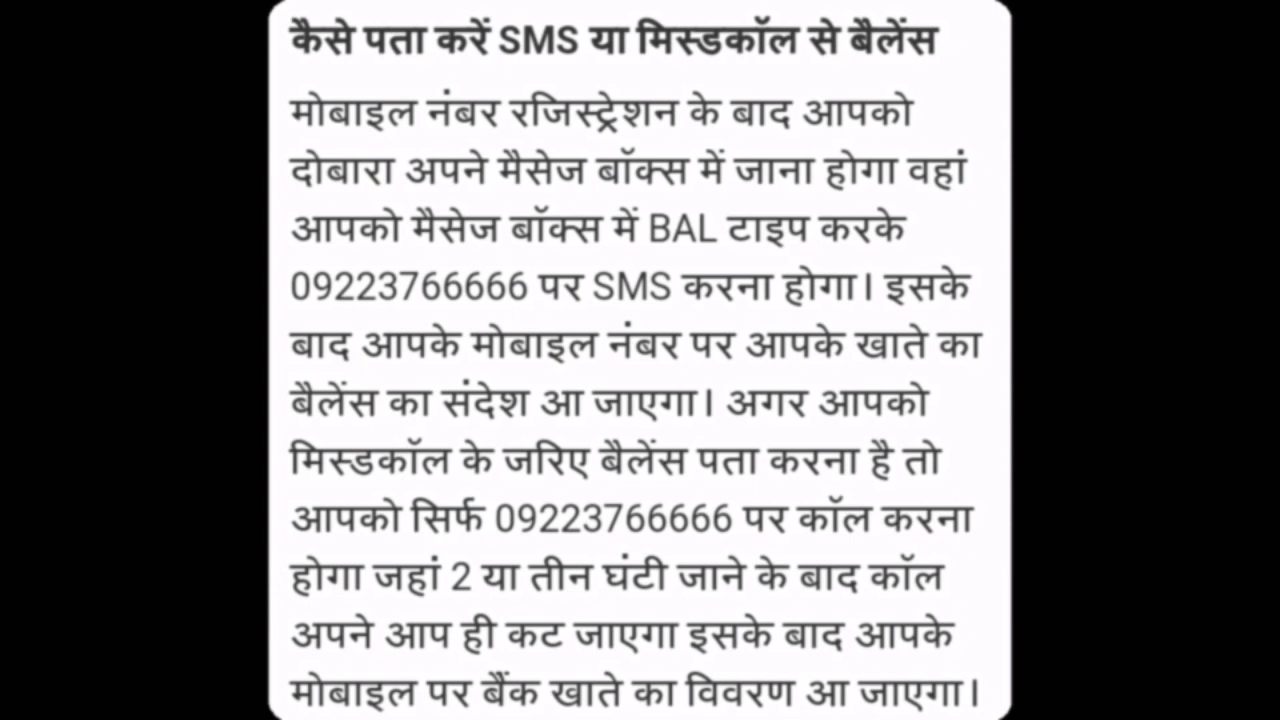 कैसे पता करें SMS या मिस्डकॉल से बैलेंस
मोबाइल नंबर रजिस्ट्रेशन के बाद आपको
दोबारा अपने मैसेज बॉक्स में जाना होगा वहां
आपको मैसेज बॉक्स में BAL टाइप करके
09223766666 पर SMS करना होगा। इसके
बाद आपके मोबाइल नंबर पर आपके खाते का
बैलेंस का संदेश आ जाएगा। अगर आपको
मिस्डकॉल के जरिए बैलेंस पता करना है तो
आपको सिर्फ 09223766666 पर कॉल करना
होगा जहां 2 या तीन घंटी जाने के बाद कॉल
अपने आप ही कट जाएगा इसके बाद आपके
मोबाइल पर बैंक खाते का विवरण आ जाएगा।